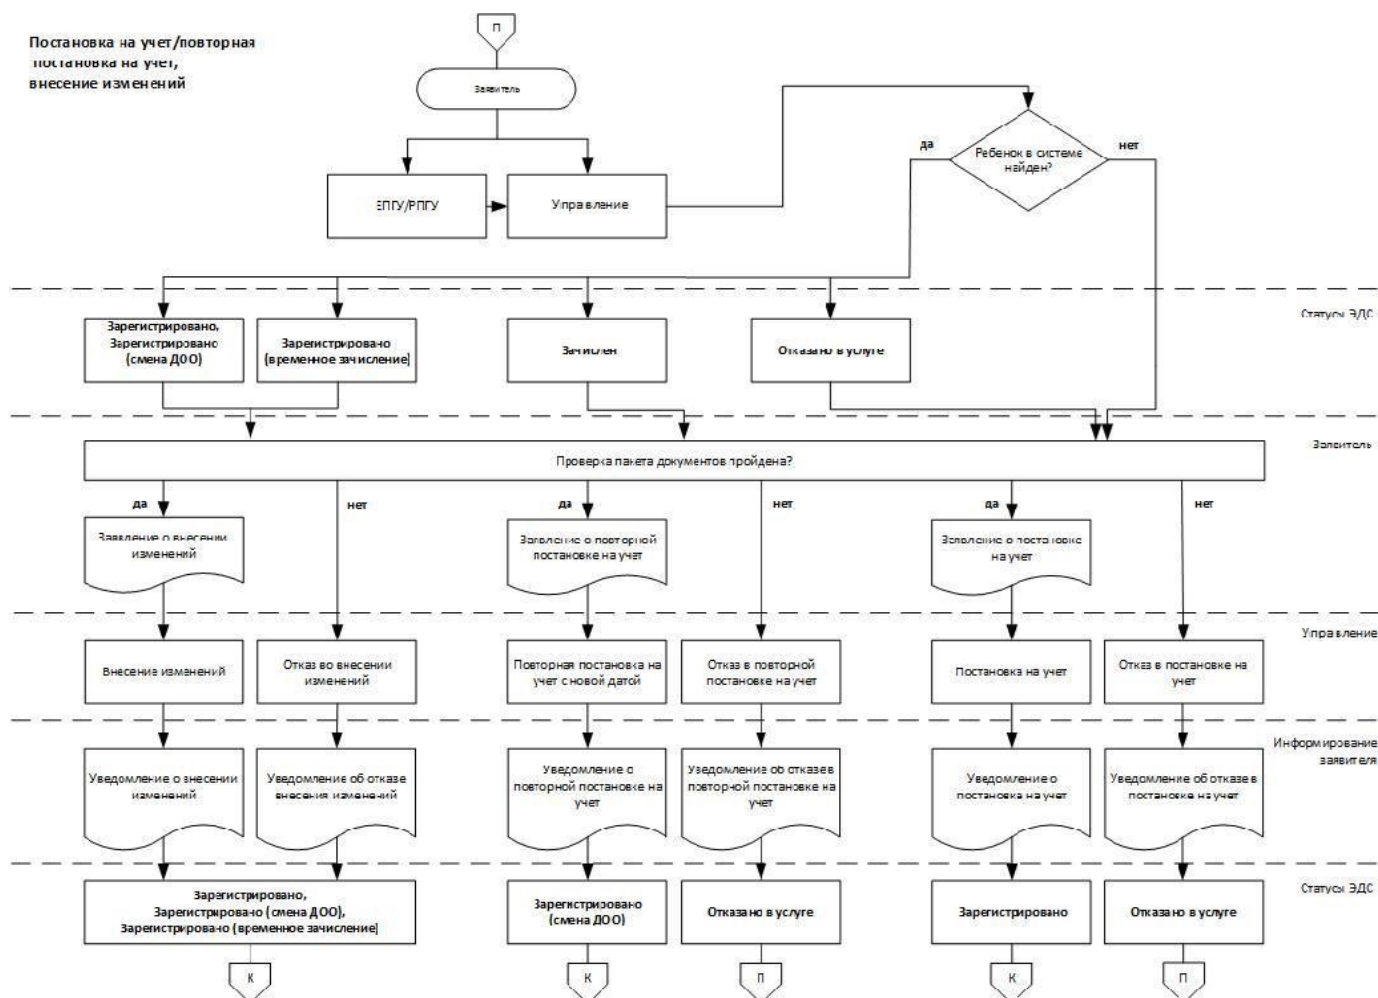 П
Постановка на учет/повторная
постановка на учет,
внесение изменений
Заявитель
да
нет
Ребенок в системе
найден?
ЕПГУ/РПГУ
Управление
Статусы ЭДС
Зарегистрировано,
Зарегистрировано
(смена ДОО)
Зарегистрировано
(временное зачисление)
Зачислен
Отказано в услуге
Заявитель
Проверка пакета документов пройдена?
да
нет
да
нет
да
нет
Заявление о внесении
изменений
Заявление о повторной
постановке на учет
Заявление о постановке
на учет
Управление
Внесение изменений
Отказ во внесении
изменений
Повторная постановка на
учет с новой датой
Отказ в повторной
постановке на учет
Постановка на учет
Отказ в постановке на
учет
Информирование
заявителя
Уведомление о внесении
изменений
Уведомление об отказе
внесения изменений
Уведомление о
повторной постановке на
учет
Уведомление об отказе в
повторной постановке на
учет
Уведомление о
постановка на учет
Уведомление об отказе в
постановке на учет
Статусы ЭДС
Зарегистрировано,
Зарегистрировано (смена ДОО),
Зарегистрировано (временное зачисление)
Зарегистрировано
(смена ДОО)
Отказано в услуге
Зарегистрировано
Отказано в услуге
К
К
П
К
П